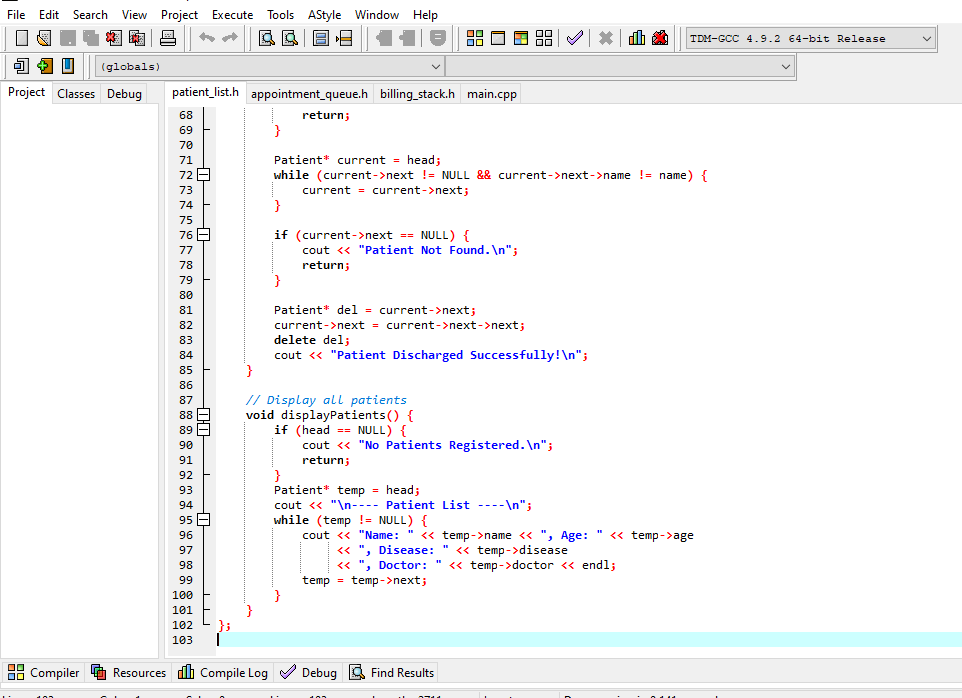 File Edit Search View Project Execute Tools AStyle Window Help
TDM-GCC 4.9.2 64-bit Release
(globals)
Project Classes Debug
patient_list.h appointment_queue.h billing_stack.h main.cpp
68 return;
69 }
70
71 Patient* current = head;
72 while (current->next != NULL && current->next->name != name) {
73 current = current->next;
74 }
75
76 if (current->next == NULL) {
77 cout << "Patient Not Found.\n";
78 return;
79 }
80
81 Patient* del = current->next;
82 current->next = current->next->next;
83 delete del;
84 cout << "Patient Discharged Successfully!\n";
85 }
86
87 // Display all patients
88 void displayPatients() {
89 if (head == NULL) {
90 cout << "No Patients Registered.\n";
91 return;
92 }
93 Patient* temp = head;
94 cout << "\n---- Patient List ----\n";
95 while (temp != NULL) {
96 cout << "Name: " << temp->name << ", Age: " << temp->age
97 << ", Disease: " << temp->disease
98 << ", Doctor: " << temp->doctor << endl;
99 temp = temp->next;
100 }
101 }
102 };
103
Compiler Resources Compile Log Debug Find Results